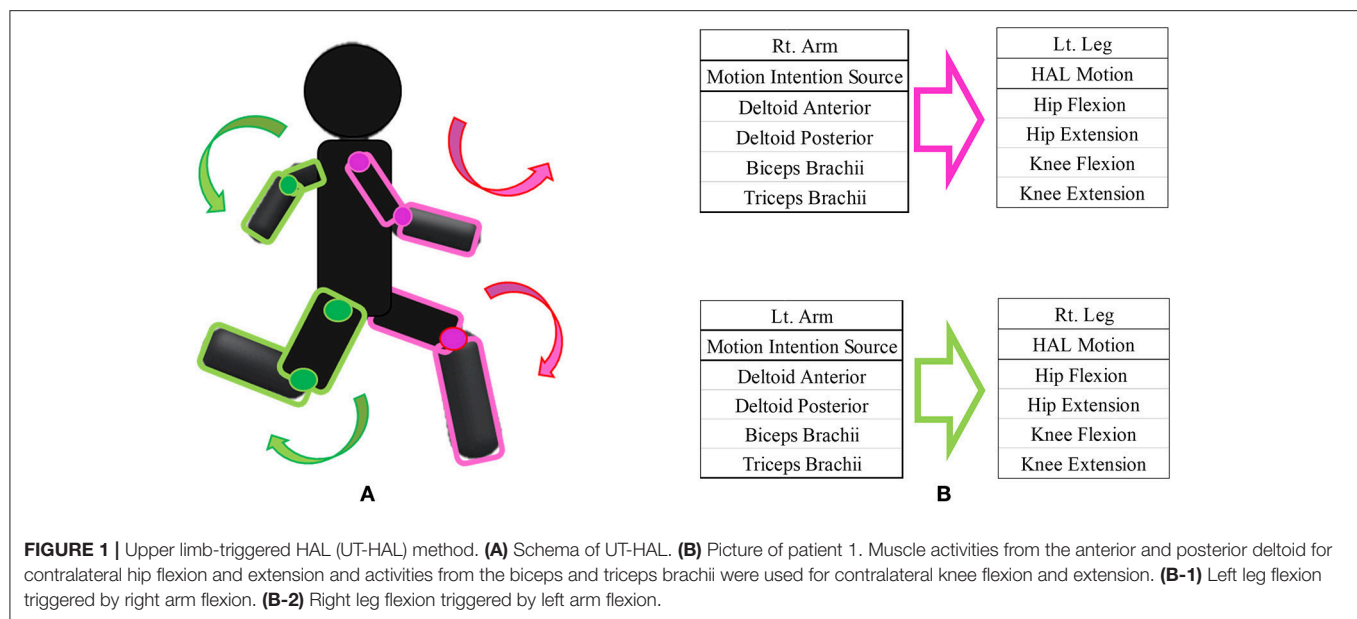 Rt. Arm
Motion Intention Source
Deltoid Anterior
Deltoid Posterior
Biceps Brachii
Triceps Brachii
Lt. Leg
HAL Motion
Hip Flexion
Hip Extension
Knee Flexion
Knee Extension
Lt. Arm
Motion Intention Source
Deltoid Anterior
Deltoid Posterior
Biceps Brachii
Triceps Brachii
Rt. Leg
HAL Motion
Hip Flexion
Hip Extension
Knee Flexion
Knee Extension
A
B
FIGURE 1 | Upper limb-triggered HAL (UT-HAL) method. (A) Schema of UT-HAL. (B) Picture of patient 1. Muscle activities from the anterior and posterior deltoid for
contralateral hip flexion and extension and activities from the biceps and triceps brachii were used for contralateral knee flexion and extension. (B-1) Left leg flexion
triggered by right arm flexion. (B-2) Right leg flexion triggered by left arm flexion.